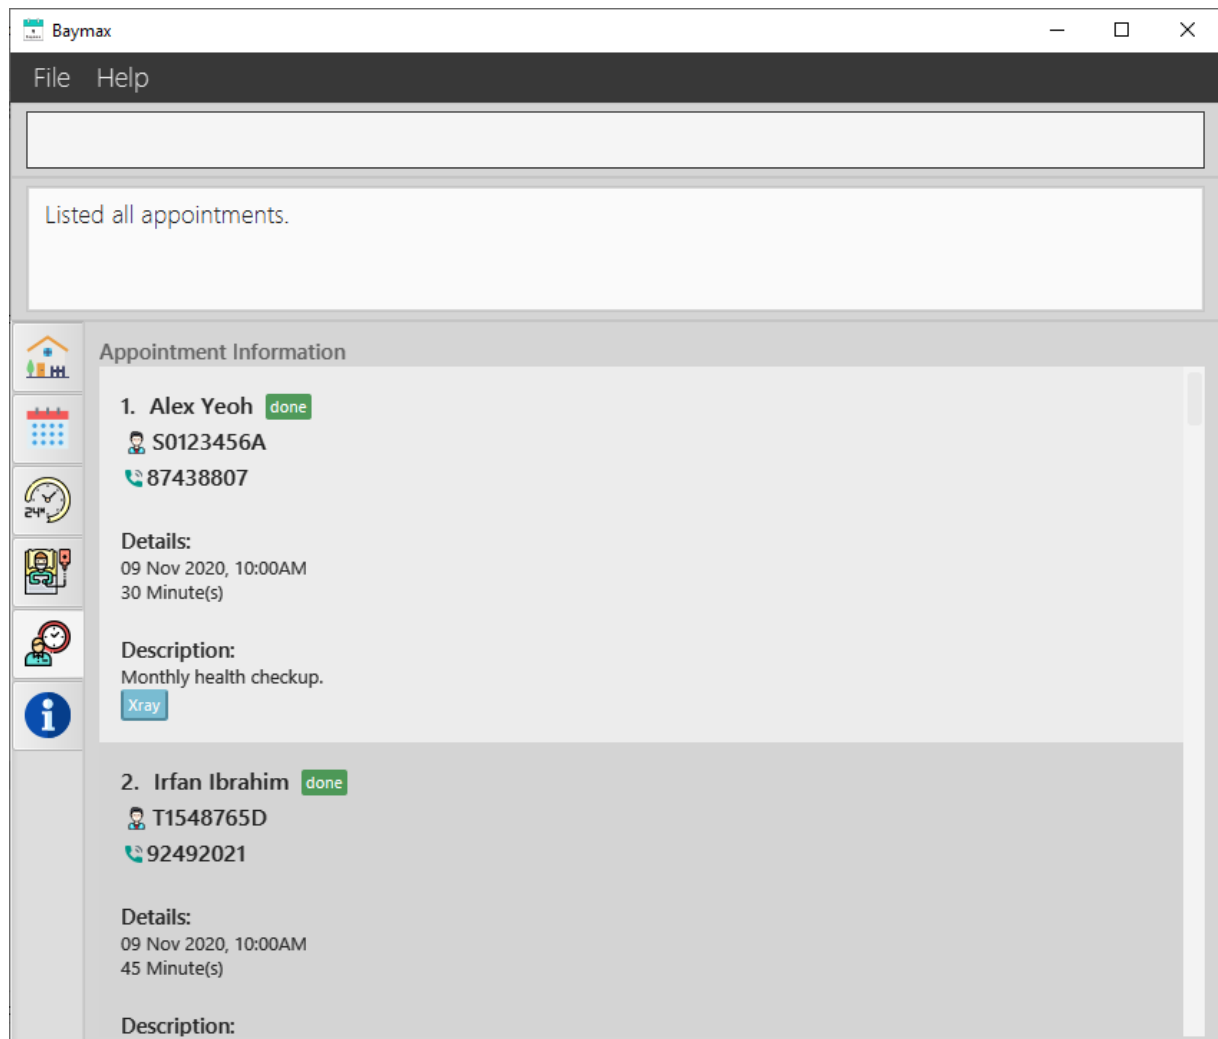 Baymax
File Help
Listed all appointments.
Appointment Information
1. Alex Yeoh done
S0123456A
87438807
Details:
09 Nov 2020, 10:00AM
30 Minute(s)
Description:
Monthly health checkup.
Xray
2. Irfan Ibrahim done
T1548765D
92492021
Details:
09 Nov 2020, 10:00AM
45 Minute(s)
Description: